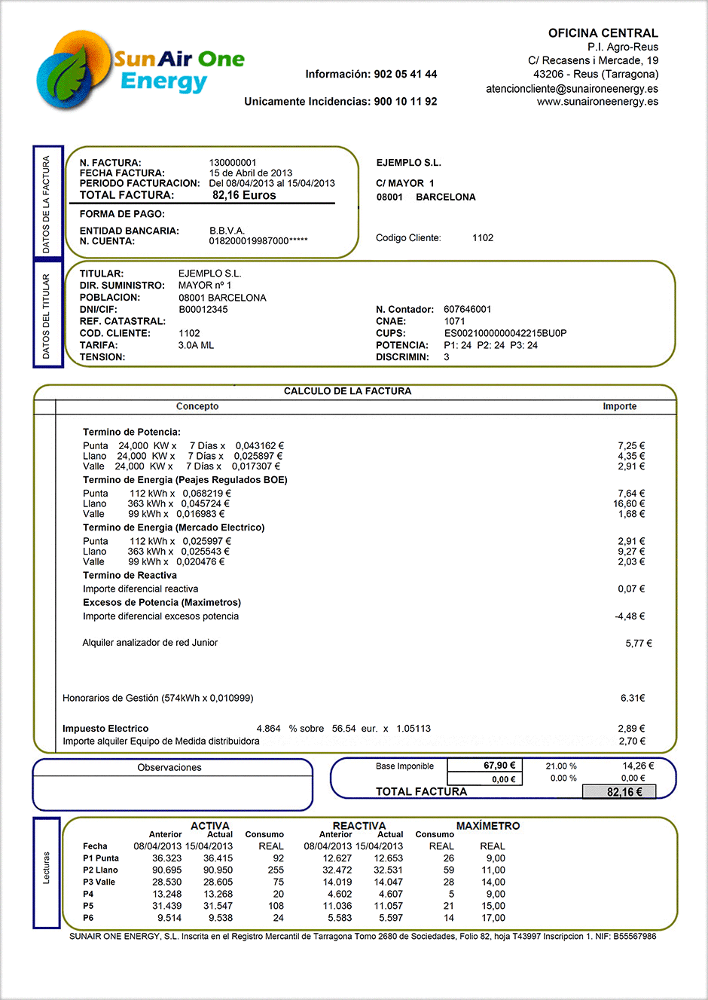 SunAir One
Energy
Información: 902 05 41 44
Unicamente Incidencias: 900 10 11 92
OFICINA CENTRAL
P.I. Agro-Reus
C/ Recasens i Mercade, 19
43206 - Reus (Tarragona)
atencioncliente@sunaironeenergy.es
www.sunaironeenergy.es
DATOS DE LA FACTURA
N. FACTURA: 130000001
FECHA FACTURA: 15 de Abril de 2013
PERIODO FACTURACION: Del 08/04/2013 al 15/04/2013
TOTAL FACTURA: 82,16 Euros
FORMA DE PAGO:
ENTIDAD BANCARIA: B.B.V.A.
N. CUENTA: 018200019987000*****
EJEMPLO S.L.
C/ MAYOR 1
08001 BARCELONA
Codigo Cliente: 1102
DATOS DEL TITULAR
TITULAR: EJEMPLO S.L.
DIR. SUMINISTRO: MAYOR nº 1
POBLACION: 08001 BARCELONA
DNI/CIF: B00012345
REF. CATASTRAL:
COD. CLIENTE: 1102
TARIFA: 3.0A ML
TENSION:
N. Contador: 607646001
CNAE: 1071
CUPS: ES0021000000042215BU0P
POTENCIA: P1: 24 P2: 24 P3: 24
DISCRIMIN: 3
CALCULO DE LA FACTURA
Concepto Importe
Termino de Potencia:
Punta 24,000 KW x 7 Días x 0,043162 € 7,25 €
Llano 24,000 KW x 7 Días x 0,025897 € 4,35 €
Valle 24,000 KW x 7 Días x 0,017307 € 2,91 €
Termino de Energia (Peajes Regulados BOE)
Punta 112 kWh x 0,068219 € 7,64 €
Llano 363 kWh x 0,045724 € 16,60 €
Valle 99 kWh x 0,016983 € 1,68 €
Termino de Energia (Mercado Electrico)
Punta 112 kWh x 0,025997 € 2,91 €
Llano 363 kWh x 0,025543 € 9,27 €
Valle 99 kWh x 0,020476 € 2,03 €
Termino de Reactiva
Importe diferencial reactiva 0,07 €
Excesos de Potencia (Maximetros)
Importe diferencial excesos potencia -4,48 €
Alquiler analizador de red Junior 5,77 €
Honorarios de Gestión (574kWh x 0,010999) 6.31€
Impuesto Electrico 4.864 % sobre 56.54 eur. x 1.05113 2,89 €
Importe alquiler Equipo de Medida distribuidora 2,70 €
Observaciones
Base Imponible 67,90 € 21.00 % 14,26 €
0,00 € 0.00 % 0,00 €
TOTAL FACTURA 82,16 €
Lecturas
ACTIVA REACTIVA MAXÍMETRO
Anterior Actual Consumo Anterior Actual Consumo
Fecha 08/04/2013 15/04/2013 REAL 08/04/2013 15/04/2013 REAL REAL
P1 Punta 36.323 36.415 92 12.627 12.653 26 9,00
P2 Llano 90.695 90.950 255 32.472 32.531 59 11,00
P3 Valle 28.530 28.605 75 14.019 14.047 28 14,00
P4 13.248 13.268 20 4.602 4.607 5 9,00
P5 31.439 31.547 108 11.036 11.057 21 15,00
P6 9.514 9.538 24 5.583 5.597 14 17,00
SUNAIR ONE ENERGY, S.L. Inscrita en el Registro Mercantil de Tarragona Tomo 2680 de Sociedades, Folio 82, hoja T43997 Inscripcion 1. NIF: B55567986